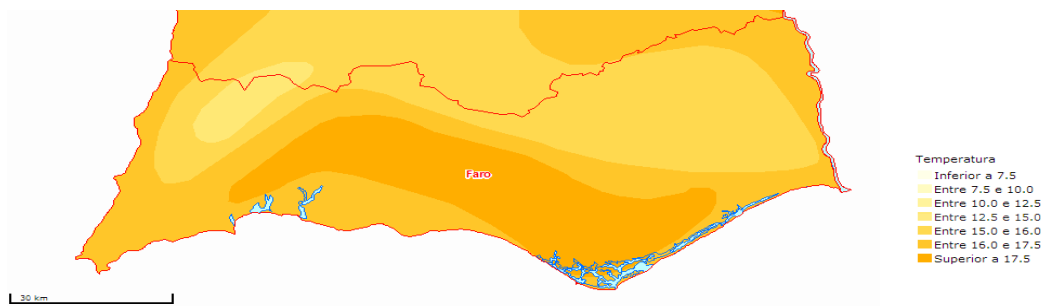 Faro
Temperatura
Inferior a 7.5
Entre 7.5 e 10.0
Entre 10.0 e 12.5
Entre 12.5 e 15.0
Entre 15.0 e 16.0
Entre 16.0 e 17.5
Superior a 17.5
30 km